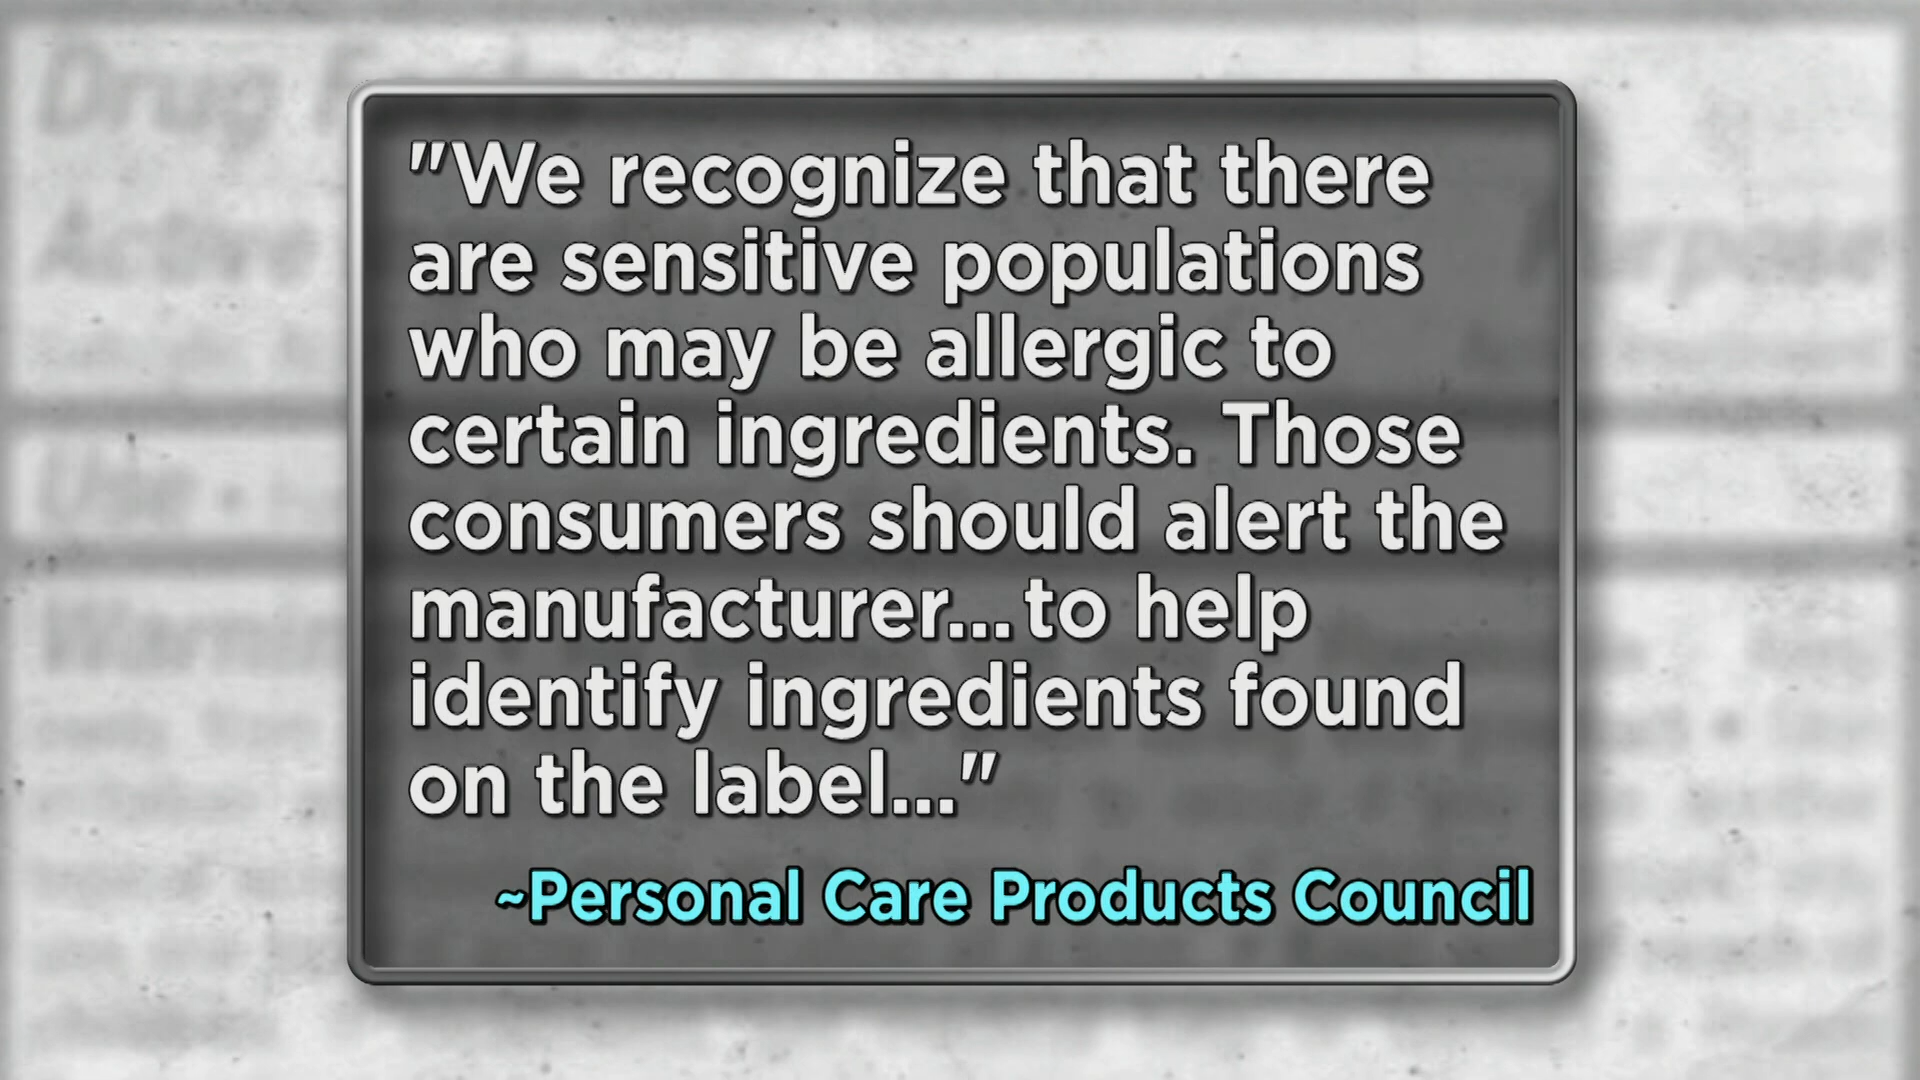 Drug
"We recognize that there
are sensitive populations
who may be allergic to
certain ingredients. Those
consumers should alert the
manufacturer... to help
identify ingredients found
on the label..."
~Personal Care Products Council